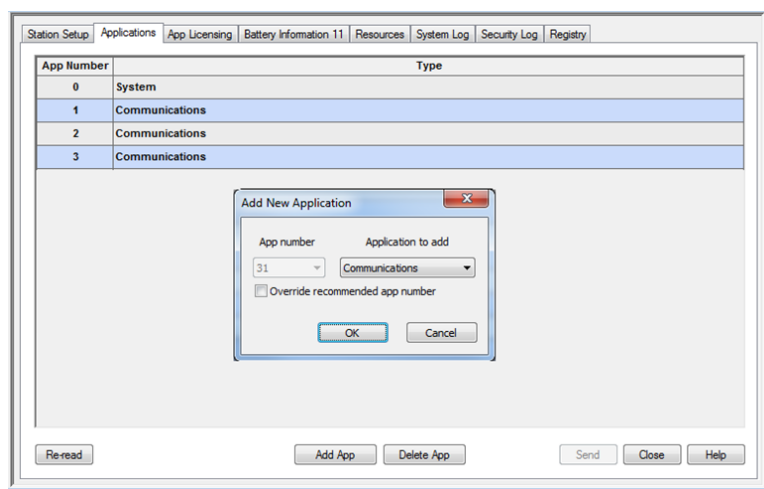 Station Setup Applications App Licensing Battery Information 11 Resources System Log Security Log Registry
App Number Type
0 System
1 Communications
2 Communications
3 Communications
Add New Application
App number Application to add
31 Communications
Override recommended app number
OK Cancel
Re-read Add App Delete App Send Close Help